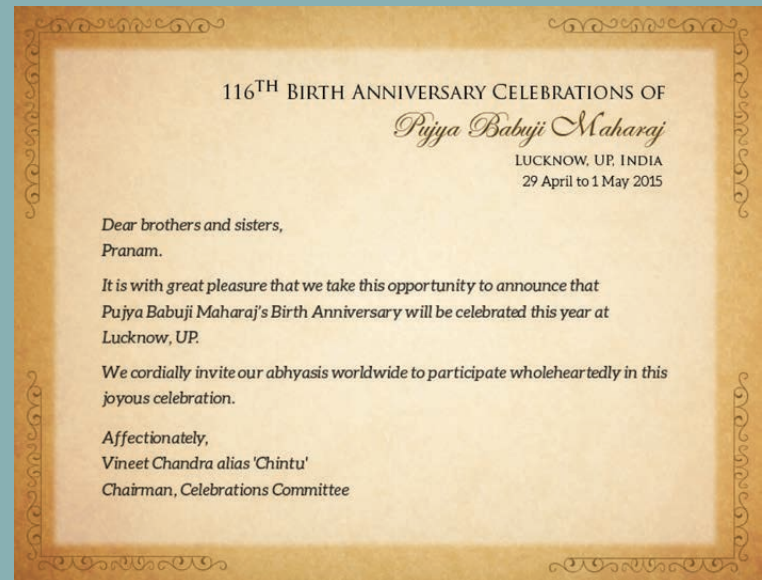 116TH BIRTH ANNIVERSARY CELEBRATIONS OF
Pujya Babuji Maharaj
LUCKNOW, UP, INDIA
29 April to 1 May 2015
Dear brothers and sisters,
Pranam.
It is with great pleasure that we take this opportunity to announce that
Pujya Babuji Maharaj's Birth Anniversary will be celebrated this year at
Lucknow, UP.
We cordially invite our abhyasis worldwide to participate wholeheartedly in this
joyous celebration.
Affectionately,
Vineet Chandra alias 'Chintu'
Chairman, Celebrations Committee